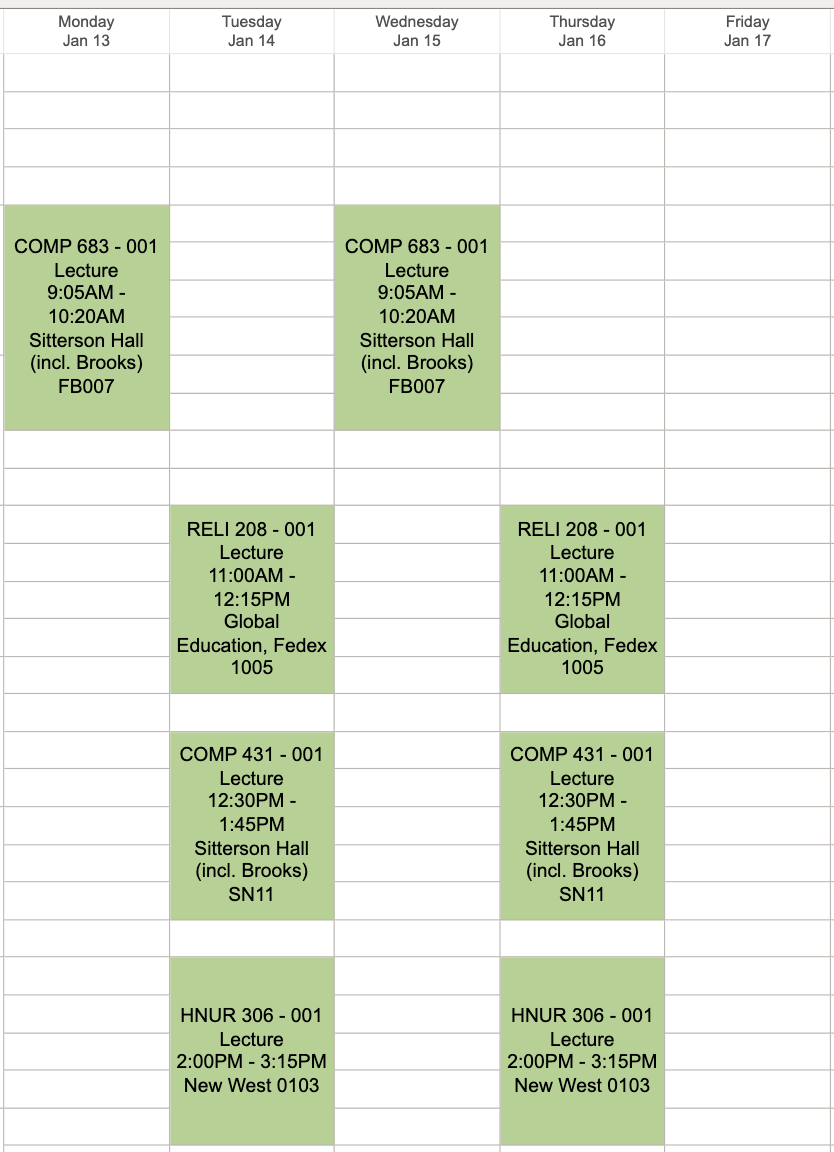 Monday
Jan 13
Tuesday
Jan 14
Wednesday
Jan 15
Thursday
Jan 16
Friday
Jan 17
COMP 683 - 001
Lecture
9:05AM -
10:20AM
Sitterson Hall
(incl. Brooks)
FB007
COMP 683 - 001
Lecture
9:05AM -
10:20AM
Sitterson Hall
(incl. Brooks)
FB007
RELI 208 - 001
Lecture
11:00AM -
12:15PM
Global
Education, Fedex
1005
RELI 208 - 001
Lecture
11:00AM -
12:15PM
Global
Education, Fedex
1005
COMP 431 - 001
Lecture
12:30PM -
1:45PM
Sitterson Hall
(incl. Brooks)
SN11
COMP 431 - 001
Lecture
12:30PM -
1:45PM
Sitterson Hall
(incl. Brooks)
SN11
HNUR 306 - 001
Lecture
2:00PM - 3:15PM
New West 0103
HNUR 306 - 001
Lecture
2:00PM - 3:15PM
New West 0103